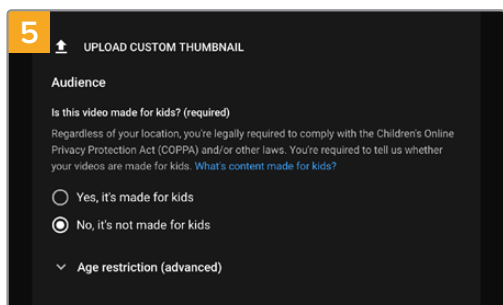 5
UPLOAD CUSTOM THUMBNAIL
Audience
Is this video made for kids? (required)
Regardless of your location, you're legally required to comply with the Children's Online
Privacy Protection Act (COPPA) and/or other laws. You're required to tell us whether
your videos are made for kids. What's content made for kids?
Yes, it's made for kids
No, it's not made for kids
Age restriction (advanced)